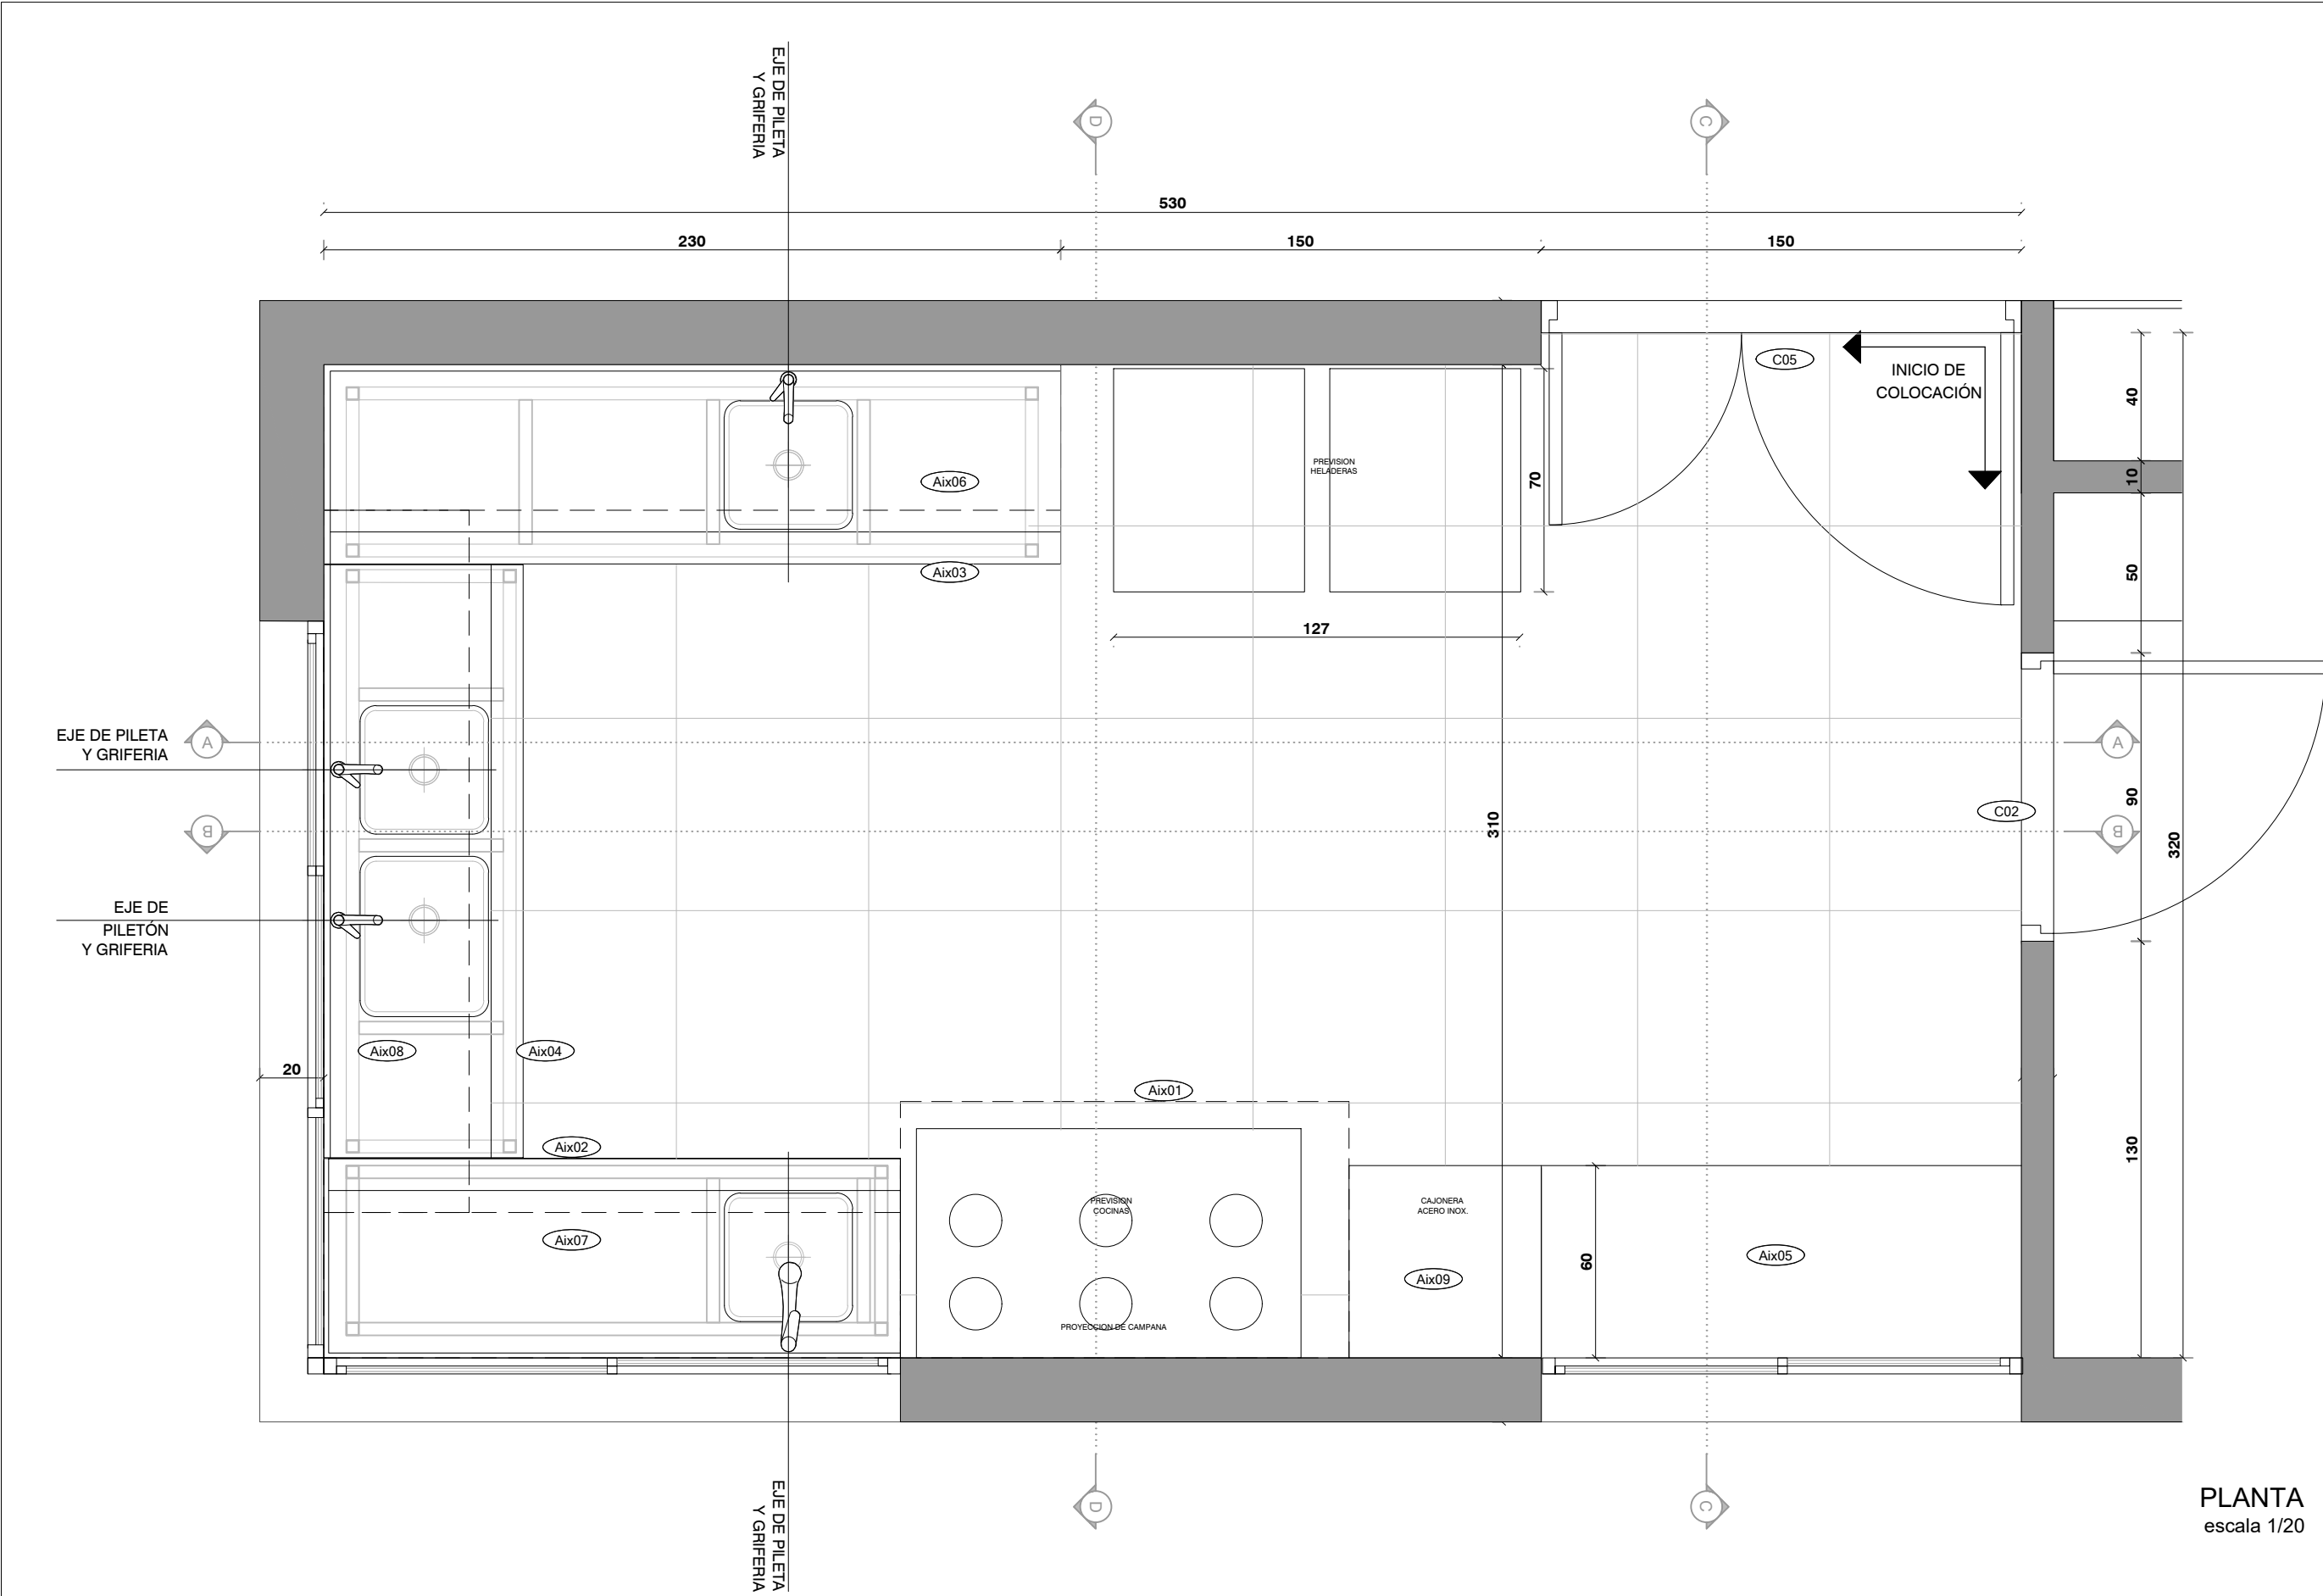 EJE DE PILETA
Y GRIFERIA
D
C
530
230
150
150
C05
INICIO DE
COLOCACIÓN
40
10
50
90
130
320
Aix06
Aix03
PREVISION
HELADERAS
70
127
310
EJE DE PILETA
Y GRIFERIA
A
A
B
B
C02
EJE DE
PILETÓN
Y GRIFERIA
Aix08
Aix04
20
Aix01
Aix02
Aix07
PREVISION
COCINAS
PROYECCION DE CAMPANA
CAJONERA
ACERO INOX.
Aix09
60
Aix05
EJE DE PILETA
Y GRIFERIA
D
C
PLANTA
escala 1/20